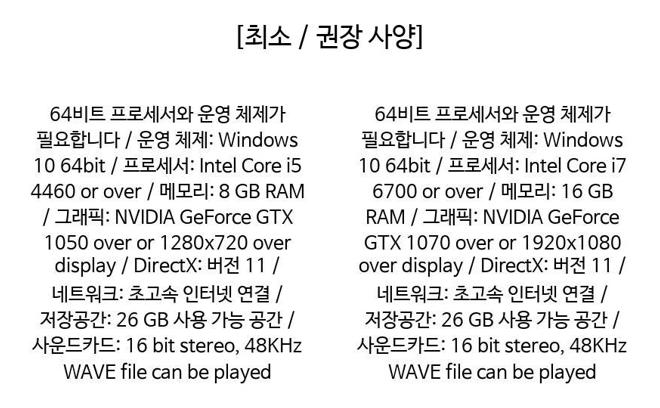 [최소 / 권장 사양]
64비트 프로세서와 운영 체제가
필요합니다 / 운영 체제: Windows
10 64bit / 프로세서: Intel Core i5
4460 or over / 메모리: 8 GB RAM
/ 그래픽: NVIDIA GeForce GTX
1050 over or 1280x720 over
display / DirectX: 버전 11 /
네트워크: 초고속 인터넷 연결 /
저장공간: 26 GB 사용 가능 공간 /
사운드카드: 16 bit stereo, 48KHz
WAVE file can be played
64비트 프로세서와 운영 체제가
필요합니다 / 운영 체제: Windows
10 64bit / 프로세서: Intel Core i7
6700 or over / 메모리: 16 GB
RAM / 그래픽: NVIDIA GeForce
GTX 1070 over or 1920x1080
over display / DirectX: 버전 11 /
네트워크: 초고속 인터넷 연결 /
저장공간: 26 GB 사용 가능 공간 /
사운드카드: 16 bit stereo, 48KHz
WAVE file can be played